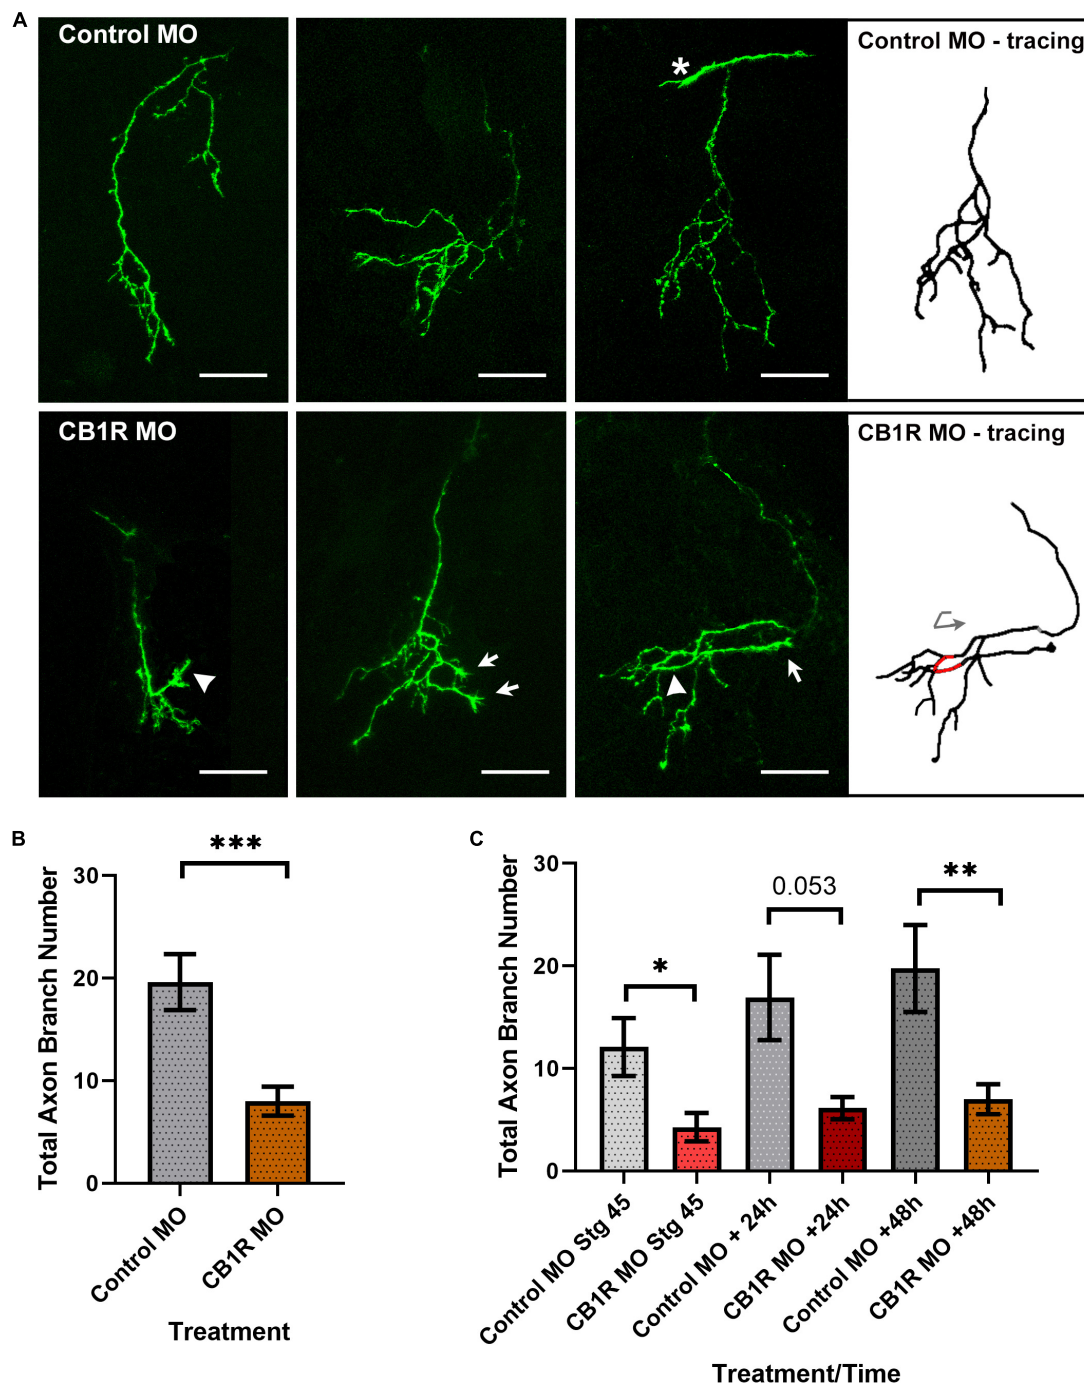 A
Control MO
*
Control MO - tracing
CB1R MO
CB1R MO - tracing
B
***
Total Axon Branch Number
30
20
10
0
Control MO
CB1R MO
Treatment
C
*
0.053
**
Total Axon Branch Number
30
20
10
0
Control MO Stg 45
CB1R MO Stg 45
Control MO + 24h
CB1R MO +24h
Control MO +48h
CB1R MO +48h
Treatment/Time